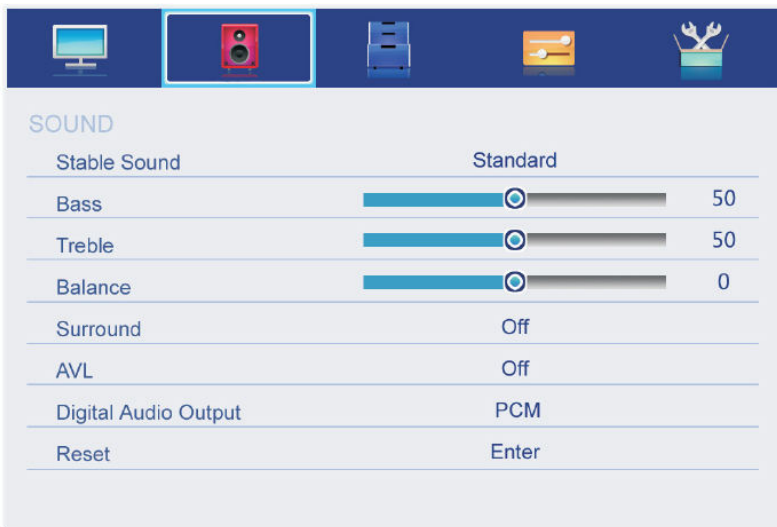 SOUND
Stable Sound Standard
Bass 50
Treble 50
Balance 0
Surround Off
AVL Off
Digital Audio Output PCM
Reset Enter